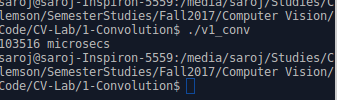 saroj@saroj-Inspiron-5559:/media/saroj/Studies/C
lemson/SemesterStudies/Fall2017/Computer Vision/
Code/CV-Lab/1-Convolution$ ./v1_conv
103516 microsecs
saroj@saroj-Inspiron-5559:/media/saroj/Studies/C
lemson/SemesterStudies/Fall2017/Computer Vision/
Code/CV-Lab/1-Convolution$